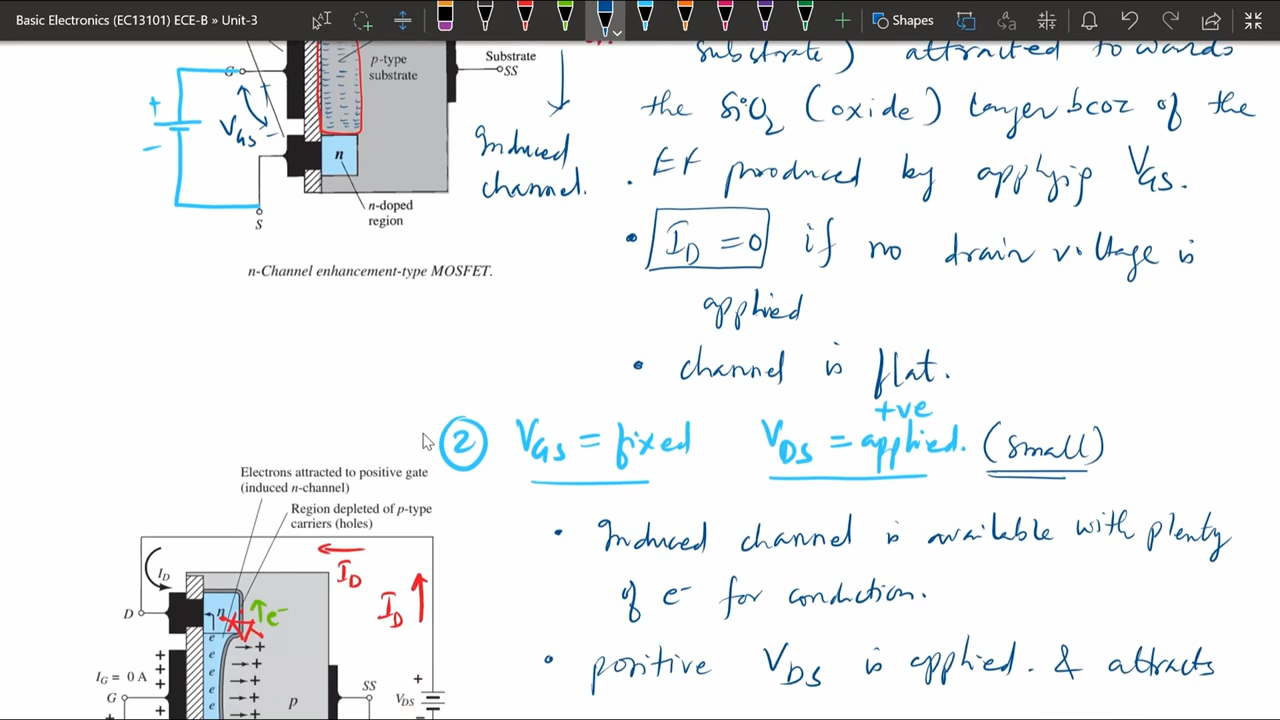 Basic Electronics (EC13101) ECE-B » Unit-3
Shapes
p-type
substrate
Substrate
SS
G
+
-
VGS
+
-
n
S
n-doped
region
Induced
channel.
n-Channel enhancement-type MOSFET.
substrate) attracted towards
the SiO2 (oxide) layer bcoz of the
EF produced by applyip VGS.
• ID = 0 if no drain voltage is
applied
• channel is flat.
+ve
② VGS = fixed VDS = applied. (small)
• Induced channel is available with plenty
of e- for conduction.
• positive VDS is applied. & attracts
Electrons attracted to positive gate
(induced n-channel)
Region depleted of p-type
carriers (holes)
ID
ID
ID
D
n
e-
e
e
e
e
e
+
+
+
+
+
+
+
+
+
IG = 0 A
G
p
SS
+
VDS
-